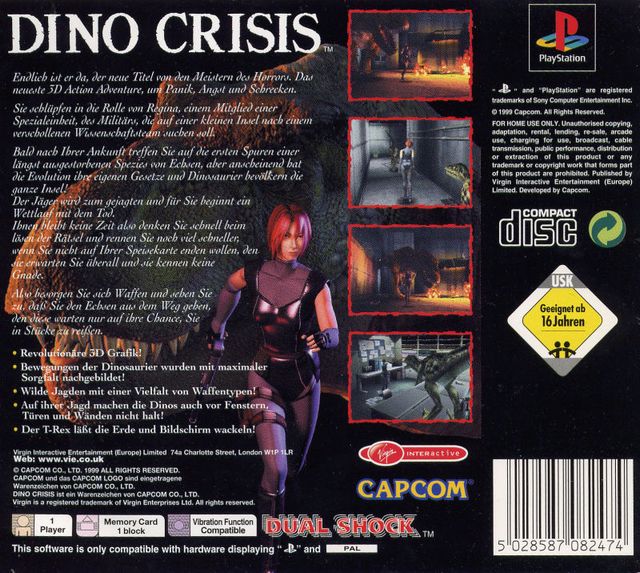 DINO CRISIS™
Endlich ist er da, der neue Titel von den Meistern des Horrors. Das
neueste 3D Action Adventure, um Panik, Angst und Schrecken.
Sie schlüpfen in die Rolle von Regina, einem Mitglied einer
Spezialeinheit, des Militärs, die auf einer kleinen Insel nach einem
verschollenen Wissenschaftsteam suchen soll.
Bald nach Ihrer Ankunft treffen Sie auf die ersten Spuren einer
längst ausgestorbenen Spezies von Echsen, aber anscheinend hat
die Evolution ihre eigenen Gesetze und Dinosaurier bevölkern die
ganze Insel!
Der Jäger wird zum gejagten und für Sie beginnt ein
Wettlauf mit dem Tod.
Ihnen bleibt keine Zeit also denken Sie schnell beim
lösen der Rätsel und rennen Sie noch viel schneller,
wenn Sie nicht auf Ihrer Speisekarte enden wollen, den
sie erwarten Sie überall und sie kennen keine
Gnade.
Also besorgen Sie sich Waffen und sehen Sie
zu, daß Sie den Echsen aus dem Weg gehen,
den diese warten nur auf ihre Chance, Sie
in Stücke zu reißen.
• Revolutionäre 3D Grafik!
• Bewegungen der Dinosaurier wurden mit maximaler
Sorgfalt nachgebildet!
• Wilde Jagden mit einer Vielfalt von Waffentypen!
• Auf ihrer Jagd machen die Dinos auch vor Fenstern,
Türen und Wänden nicht halt!
• Der T-Rex läßt die Erde und Bildschirm wackeln!
Virgin Interactive Entertainment (Europe) Limited 74a Charlotte Street, London W1P 1LR
Web: www.vie.co.uk
© CAPCOM CO., LTD. 1999 ALL RIGHTS RESERVED.
CAPCOM und das CAPCOM LOGO sind eingetragene
Warenzeichen von CAPCOM CO., LTD.
DINO CRISIS ist ein Warenzeichen von CAPCOM CO., LTD.
Virgin is a registered trademark of Virgin Enterprises Ltd. All rights reserved.
1
Player
Memory Card
1 block
Vibration Function
Compatible
DUAL SHOCK™
This software is only compatible with hardware displaying " " and PAL
PlayStation
" " and "PlayStation" are registered
trademarks of Sony Computer Entertainment Inc.
© 1999 Capcom. All Rights Reserved.
FOR HOME USE ONLY. Unauthorised copying,
adaptation, rental, lending, re-sale, arcade
use, charging for use, broadcast, cable
transmission, public performance, distribution
or extraction of this product or any
trademark or copyright work that forms part
of this product are prohibited. Published by
Virgin Interactive Entertainment (Europe)
Limited. Developed by Capcom.
COMPACT
disc
USK
Geeignet ab
16 Jahren
Virgin INTERactive
CAPCOM
5 028587 082474